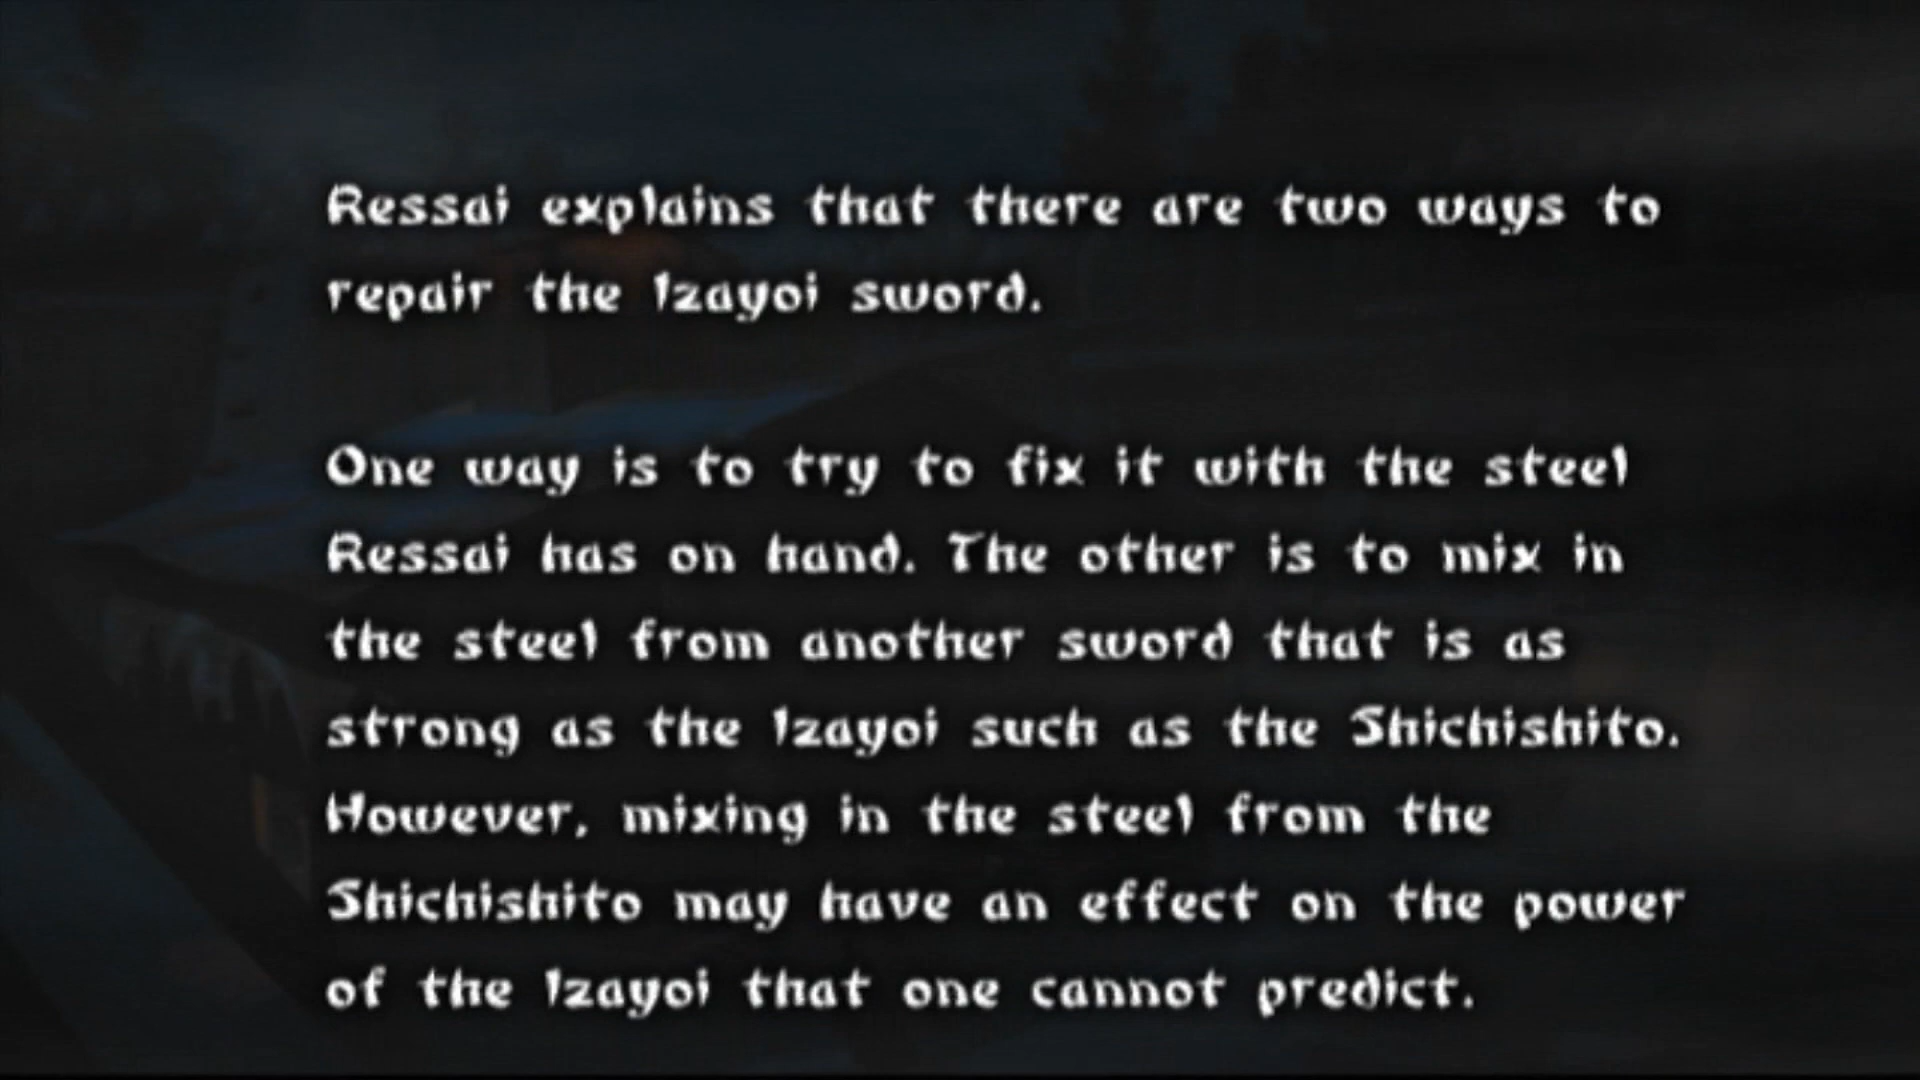 Ressai explains that there are two ways to
repair the Izayoi sword.
One way is to try to fix it with the steel
Ressai has on hand. The other is to mix in
the steel from another sword that is as
strong as the Izayoi such as the Shichishito.
However, mixing in the steel from the
Shichishito may have an effect on the power
of the Izayoi that one cannot predict.